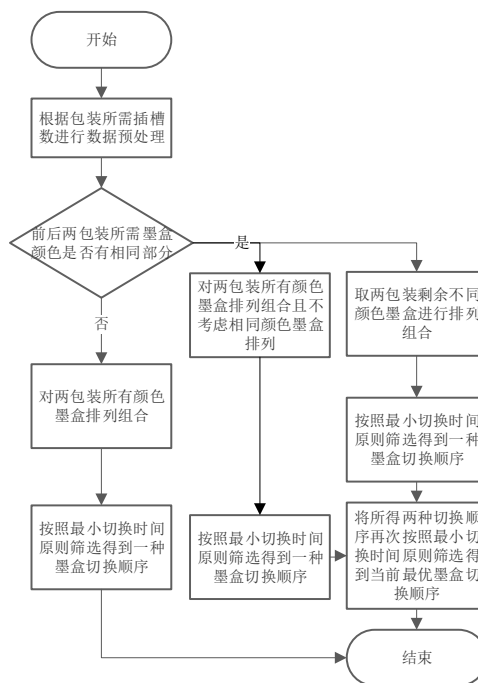 开始
根据包装所需插槽
数进行数据预处理
前后两包装所需墨盒
颜色是否有相同部分
是
否
对两包装所有颜色
墨盒排列组合且不
考虑相同颜色墨盒
排列
取两包装剩余不同
颜色墨盒进行排列
组合
对两包装所有颜色
墨盒排列组合
按照最小切换时间
原则筛选得到一种
墨盒切换顺序
按照最小切换时间
原则筛选得到一种
墨盒切换顺序
按照最小切换时间
原则筛选得到一种
墨盒切换顺序
将所得两种切换顺
序再次按照最小切
换时间原则筛选得
到当前最优墨盒切
换顺序
结束